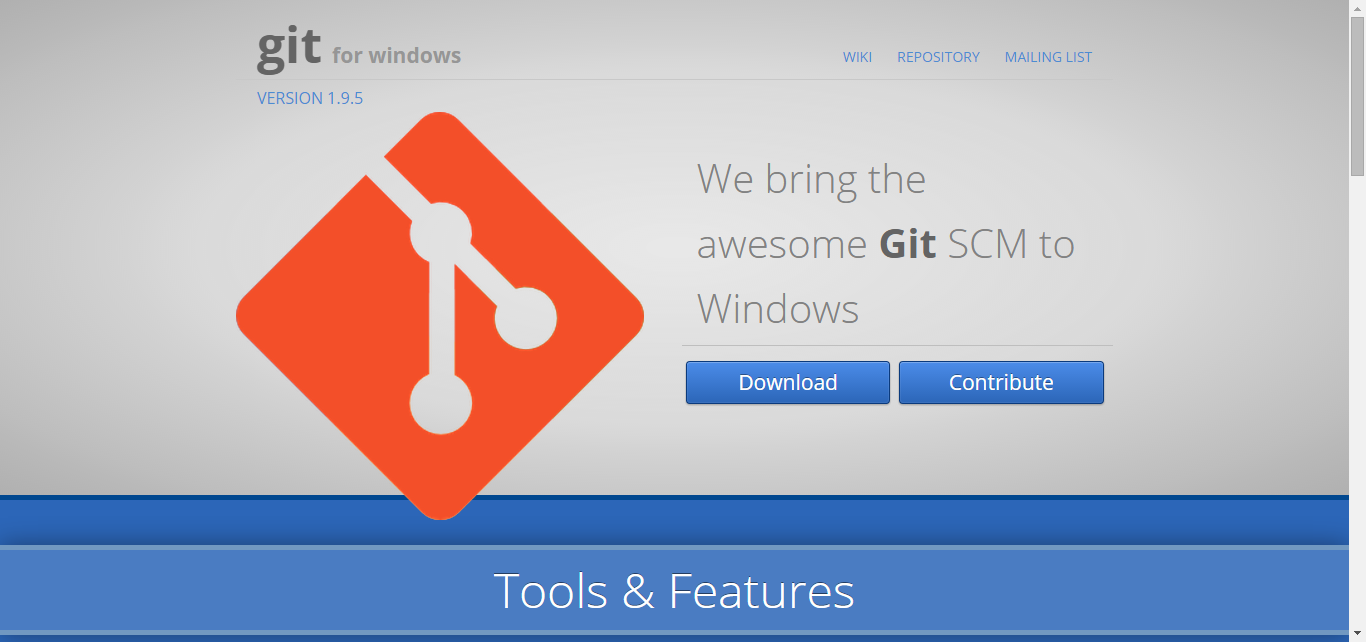 git for windows
WIKI REPOSITORY MAILING LIST
VERSION 1.9.5
We bring the
awesome Git SCM to
Windows
Download Contribute
Tools & Features